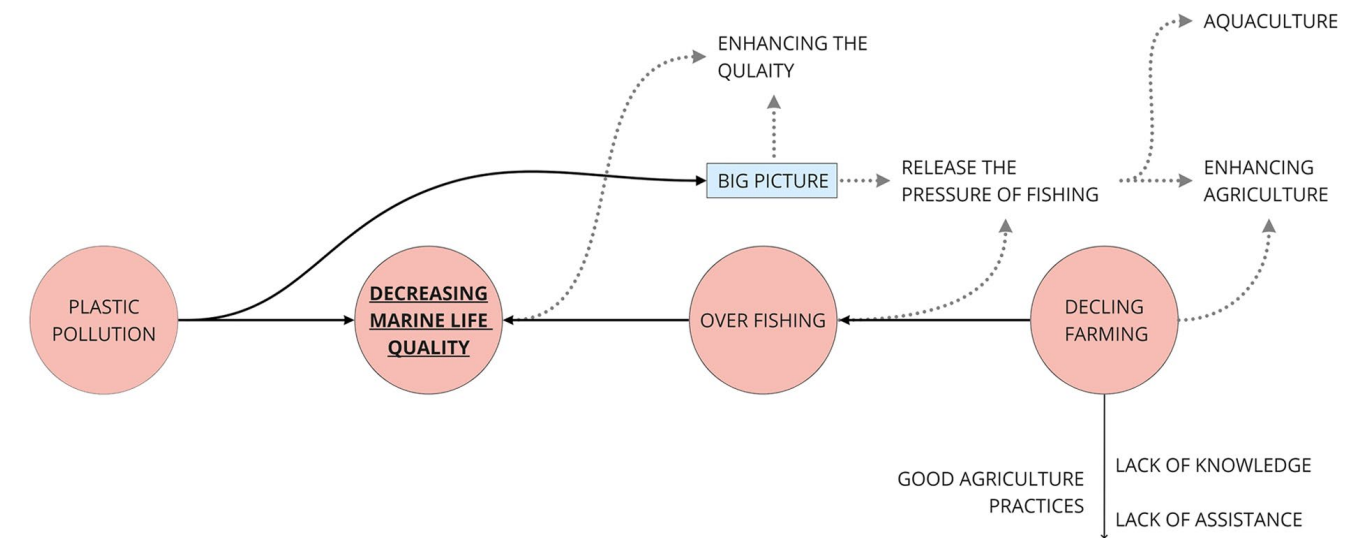 AQUACULTURE
ENHANCING THE
QULAITY
BIG PICTURE
RELEASE THE
PRESSURE OF FISHING
ENHANCING
AGRICULTURE
PLASTIC
POLLUTION
DECREASING
MARINE LIFE
QUALITY
OVER FISHING
DECLING
FARMING
GOOD AGRICULTURE
PRACTICES
LACK OF KNOWLEDGE
LACK OF ASSISTANCE